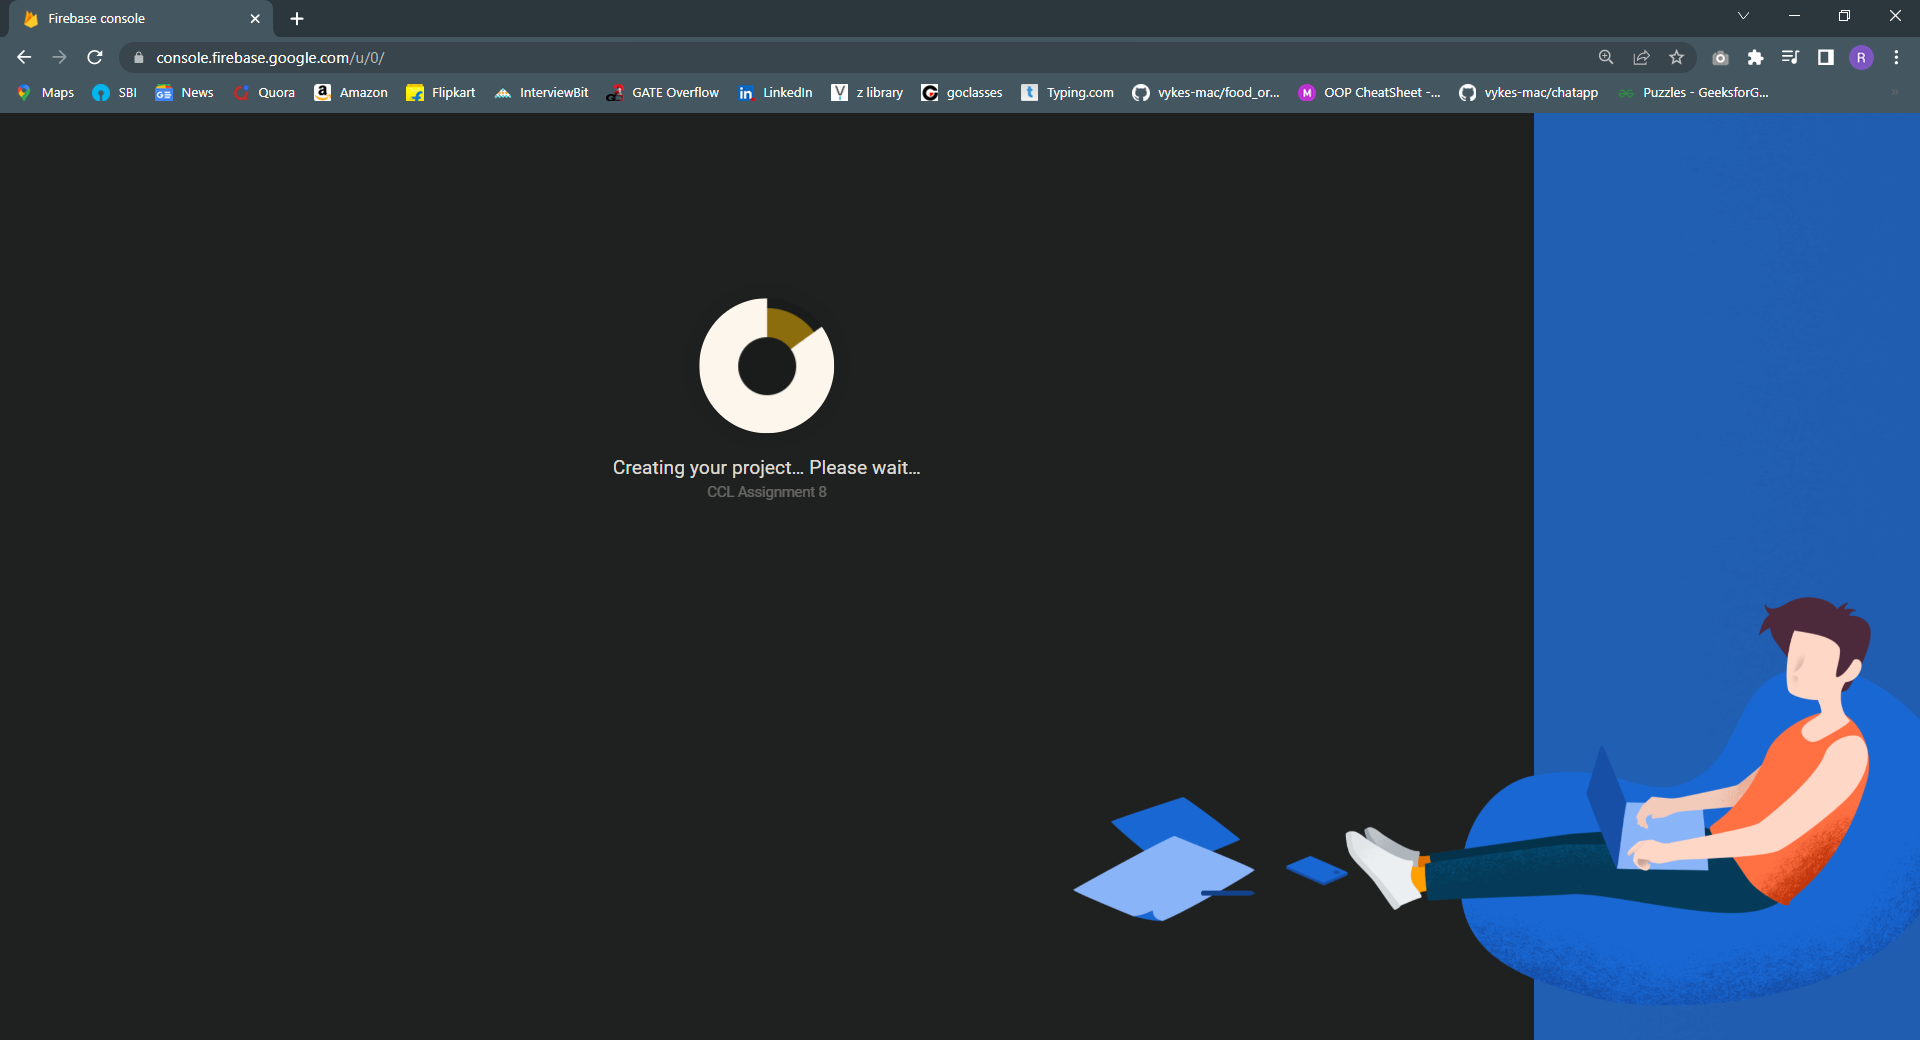 Firebase console
console.firebase.google.com/u/0/
R
Maps SBI News Quora Amazon Flipkart InterviewBit GATE Overflow LinkedIn z library goclasses Typing.com vykes-mac/food_or... OOP CheatSheet -... vykes-mac/chatapp Puzzles - GeeksforG...
Creating your project... Please wait...
CCL Assignment 8